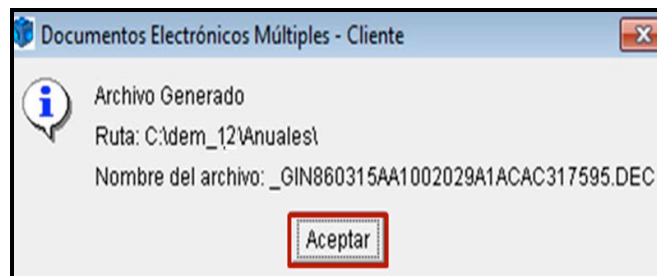 Documentos Electrónicos Múltiples - Cliente
Archivo Generado
Ruta: C:\dem_12\Anuales\
Nombre del archivo: _GIN860315AA1002029A1ACAC317595.DEC
Aceptar